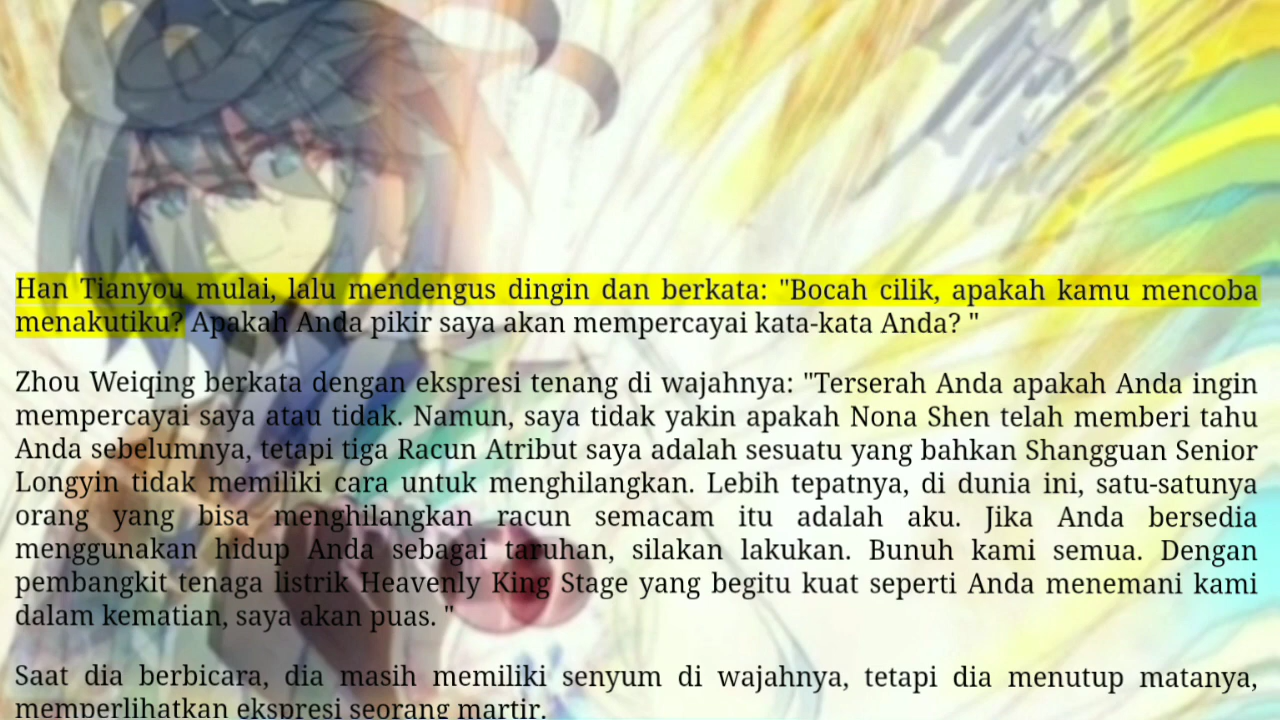 Han Tianyou mulai, lalu mendengus dingin dan berkata: "Bocah cilik, apakah kamu mencoba
menakutiku? Apakah Anda pikir saya akan mempercayai kata-kata Anda? "
Zhou Weiqing berkata dengan ekspresi tenang di wajahnya: "Terserah Anda apakah Anda ingin
mempercayai saya atau tidak. Namun, saya tidak yakin apakah Nona Shen telah memberi tahu
Anda sebelumnya, tetapi tiga Racun Atribut saya adalah sesuatu yang bahkan Shangguan Senior
Longyin tidak memiliki cara untuk menghilangkan. Lebih tepatnya, di dunia ini, satu-satunya
orang yang bisa menghilangkan racun semacam itu adalah aku. Jika Anda bersedia
menggunakan hidup Anda sebagai taruhan, silakan lakukan. Bunuh kami semua. Dengan
pembangkit tenaga listrik Heavenly King Stage yang begitu kuat seperti Anda menemani kami
dalam kematian, saya akan puas. "
Saat dia berbicara, dia masih memiliki senyum di wajahnya, tetapi dia menutup matanya,
memperlihatkan ekspresi seorang martir.